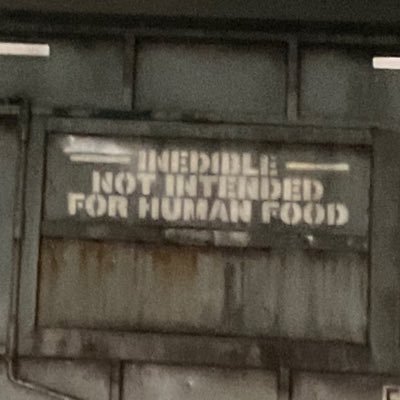 INEDIBLE
NOT INTENDED
FOR HUMAN FOOD